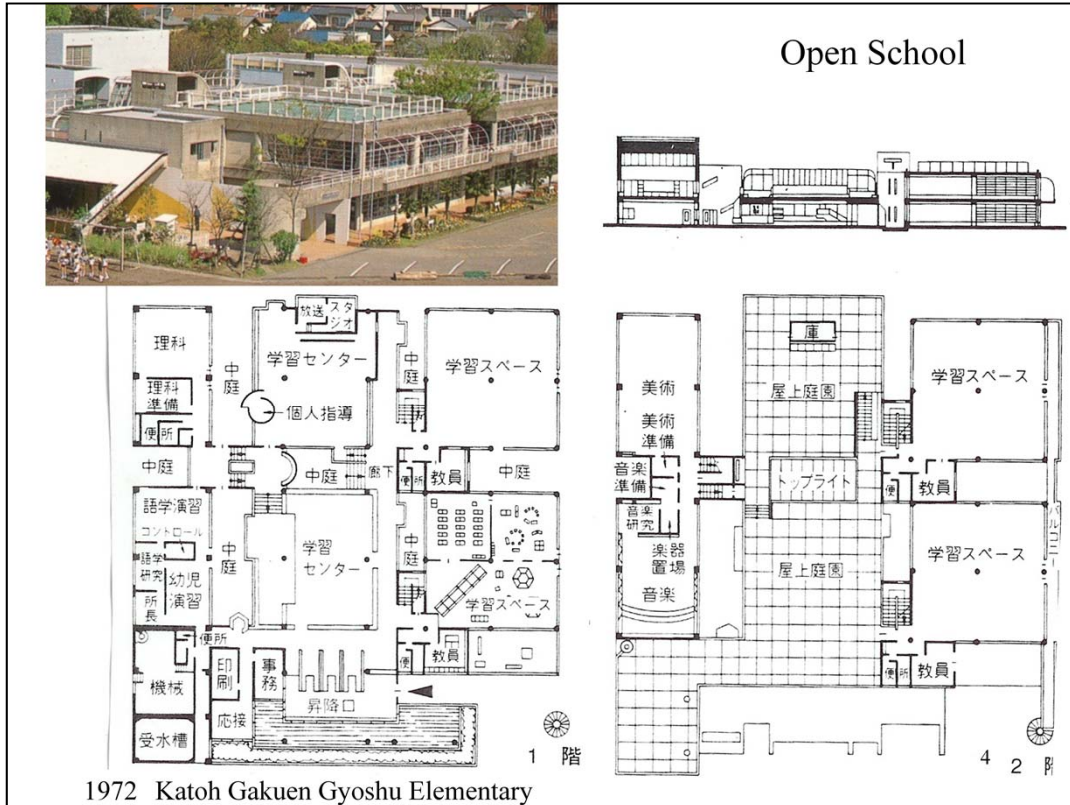 Open School
放送
スタジオ
理科
中庭
学習センター
中庭
学習スペース
理科準備
個人指導
便所
中庭
中庭
廊下
便所
教員
中庭
語学演習
コントロール
中庭
学習センター
中庭
語学研究
幼児演習
学習スペース
所長
便所
便
教員
機械
印刷
事務
昇降口
応接
受水槽
1 階
庫
美術
屋上庭園
学習スペース
美術準備
音楽準備
トップライト
便
教員
音楽研究
バルコニー
楽器置場
屋上庭園
学習スペース
音楽
便所
教員
4
2 階
1972 Katoh Gakuen Gyoshu Elementary